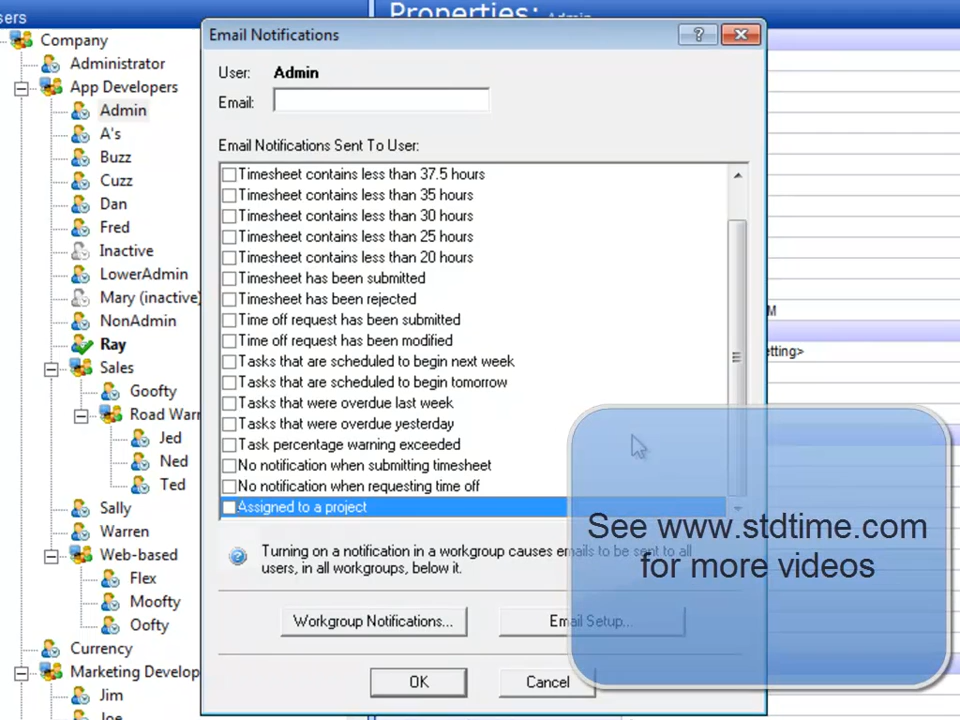 sers
Properties: Admin
Company
Administrator
App Developers
Admin
A's
Buzz
Cuzz
Dan
Fred
Inactive
LowerAdmin
Mary (inactive)
NonAdmin
Ray
Sales
Goofty
Road Warr
Jed
Ned
Ted
Sally
Warren
Web-based
Flex
Moofty
Oofty
Currency
Marketing Develop
Jim
Joe
Email Notifications
?
User: Admin
Email:
Email Notifications Sent To User:
Timesheet contains less than 37.5 hours
Timesheet contains less than 35 hours
Timesheet contains less than 30 hours
Timesheet contains less than 25 hours
Timesheet contains less than 20 hours
Timesheet has been submitted
Timesheet has been rejected
Time off request has been submitted
Time off request has been modified
Tasks that are scheduled to begin next week
Tasks that are scheduled to begin tomorrow
Tasks that were overdue last week
Tasks that were overdue yesterday
Task percentage warning exceeded
No notification when submitting timesheet
No notification when requesting time off
Assigned to a project
Turning on a notification in a workgroup causes emails to be sent to all
users, in all workgroups, below it.
Workgroup Notifications...
Email Setup...
OK
Cancel
M
etting>
See www.stdtime.com
for more videos